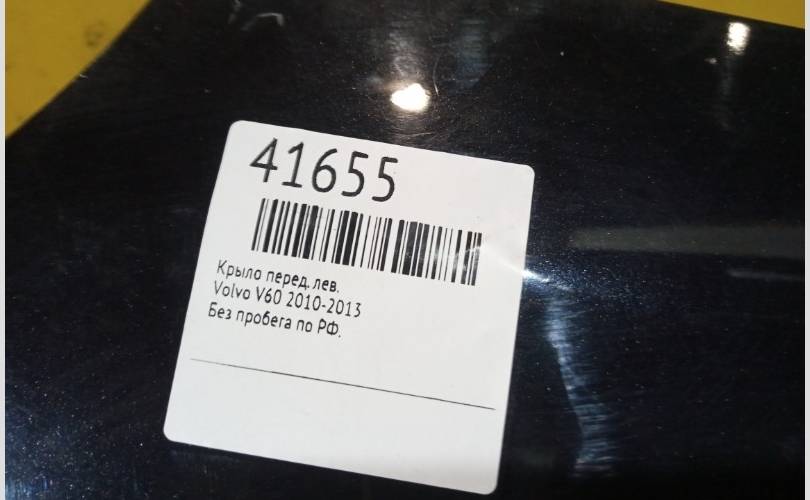 41655
Крыло перед. лев.
Volvo V60 2010-2013
Без пробега по РФ.